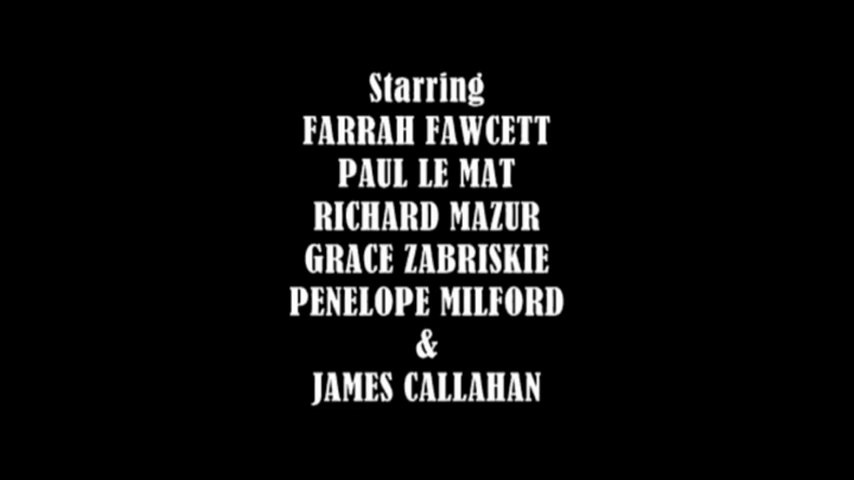 Starring
FARRAH FAWCETT
PAUL LE MAT
RICHARD MAZUR
GRACE ZABRISKIE
PENELOPE MILFORD
&
JAMES CALLAHAN